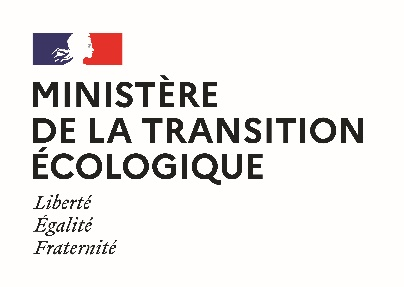 MINISTÈRE
DE LA TRANSITION
ÉCOLOGIQUE
Liberté
Égalité
Fraternité